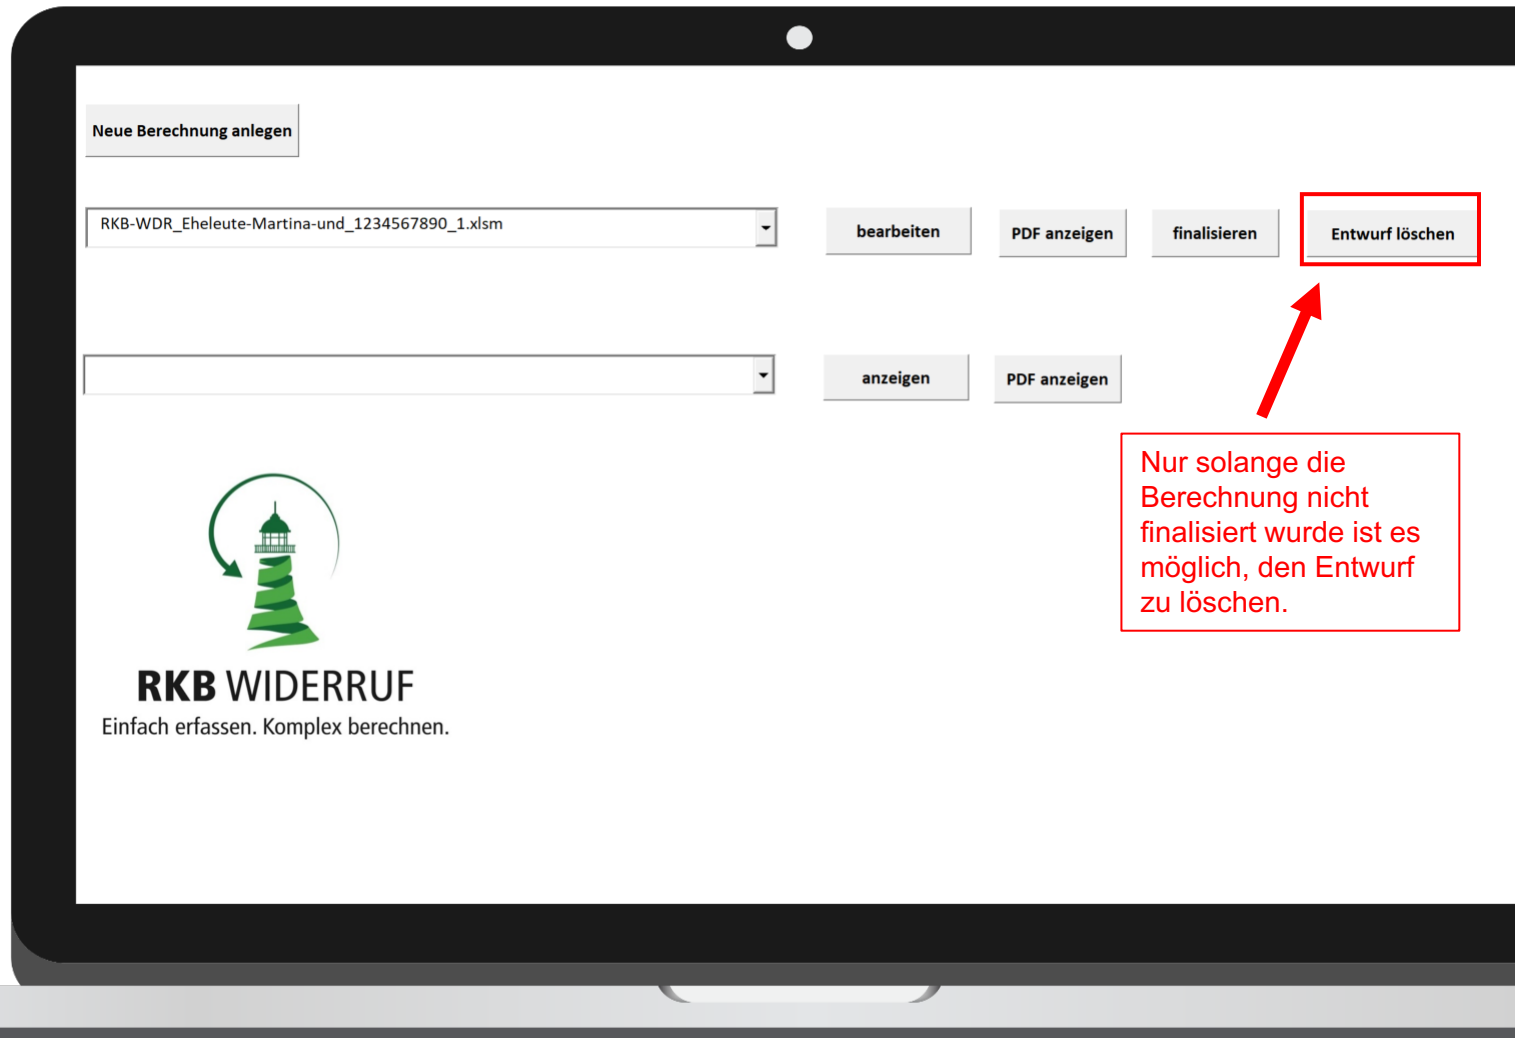 Neue Berechnung anlegen
RKB-WDR_Eheleute-Martina-und_1234567890_1.xlsm
bearbeiten
PDF anzeigen
finalisieren
Entwurf löschen
anzeigen
PDF anzeigen
Nur solange die
Berechnung nicht
finalisiert wurde ist es
möglich, den Entwurf
zu löschen.
RKB WIDERRUF
Einfach erfassen. Komplex berechnen.